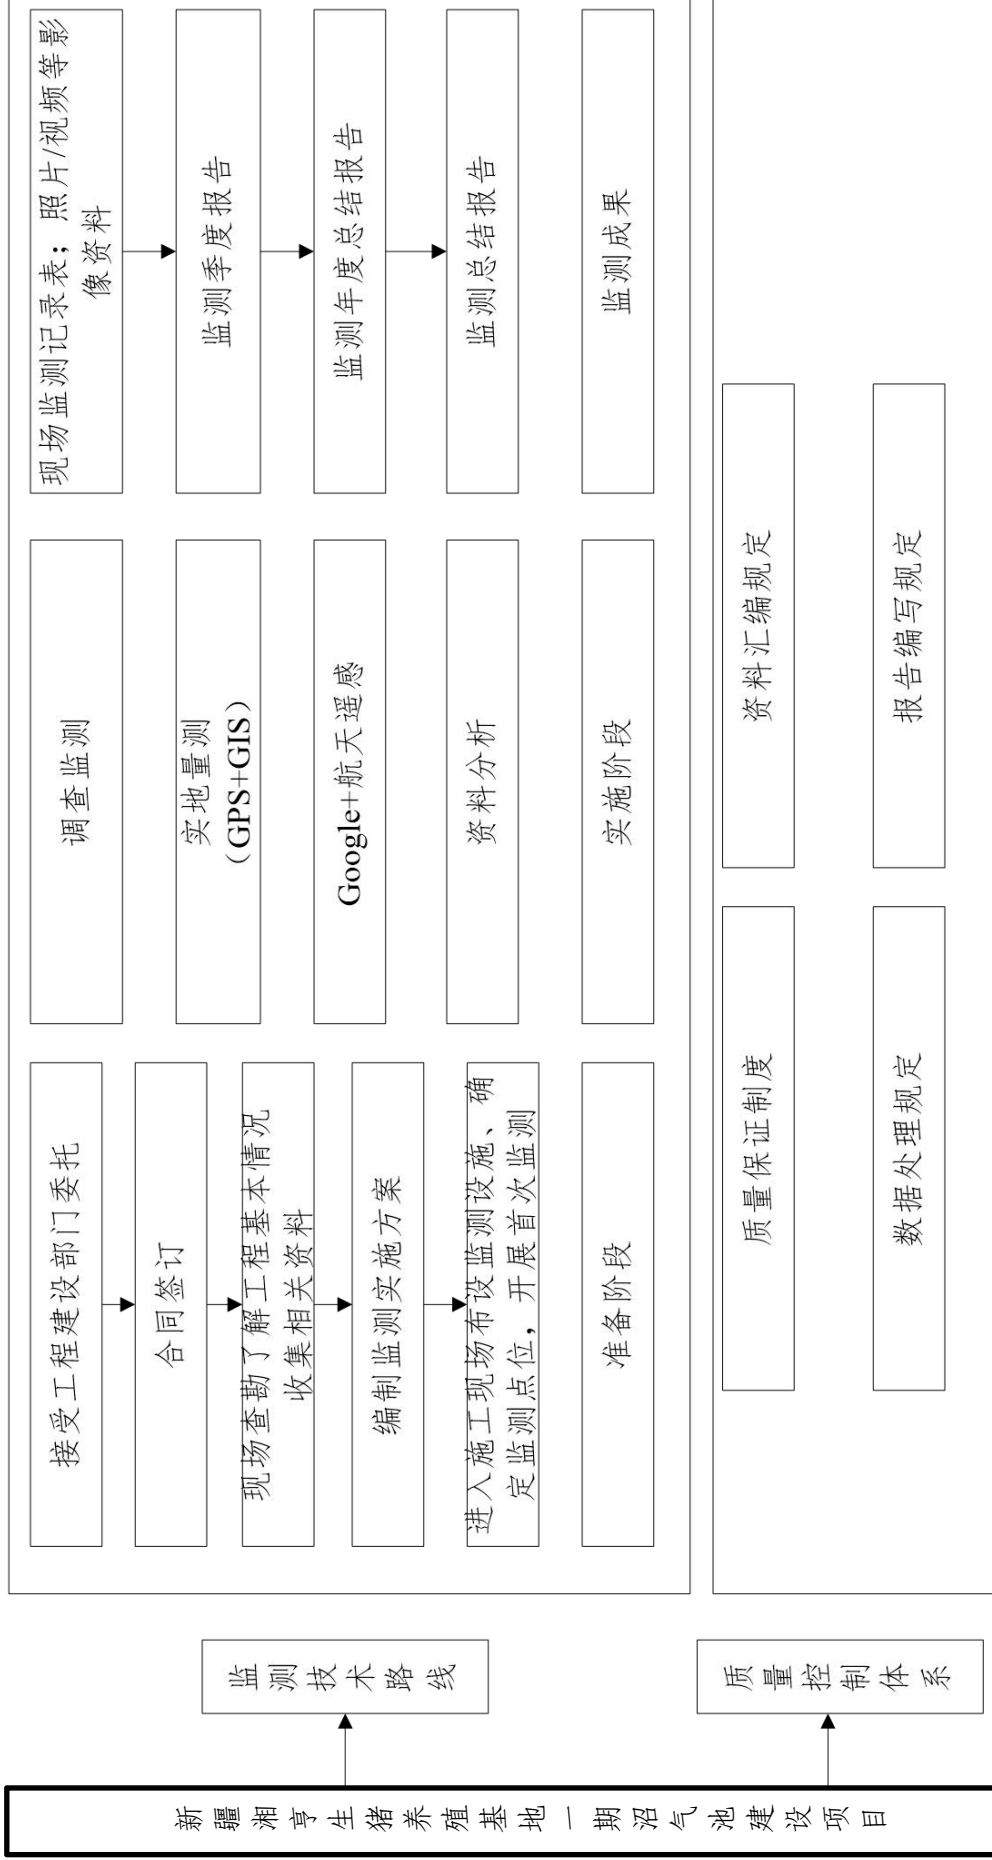 新疆湘亨生猪养殖基地一期沼气池建设项目
监测技术路线
质量控制体系
接受工程建设部门委托
合同签订
现场查勘了解工程基本情况
收集相关资料
编制监测实施方案
进入施工现场布设监测设施、确
定监测点位，开展首次监测
准备阶段
调查监测
实地量测
（GPS+GIS）
Google+航天遥感
资料分析
实施阶段
现场监测记录表；照片/视频等影
像资料
监测季度报告
监测年度总结报告
监测总结报告
监测成果
质量保证制度
数据处理规定
资料汇编规定
报告编写规定